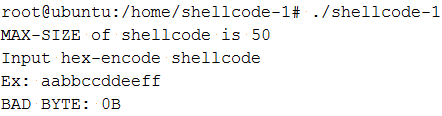 root@ubuntu:/home/shellcode-1# ./shellcode-1
MAX-SIZE of shellcode is 50
Input hex-encode shellcode
Ex: aabbccddeeff
BAD BYTE: 0B